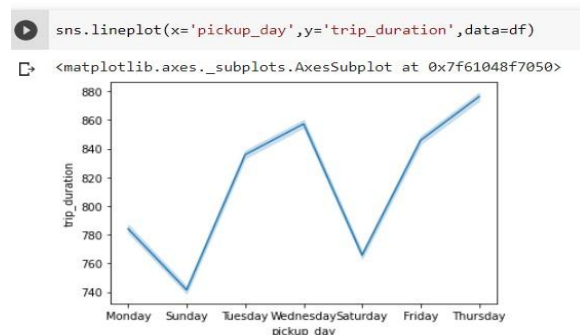 sns.lineplot(x='pickup_day',y='trip_duration',data=df)
<matplotlib.axes._subplots.AxesSubplot at 0x7f61048f7050>
880
860
840
820
800
780
760
740
trip_duration
Monday Sunday Tuesday Wednesday Saturday Friday Thursday
pickup_day